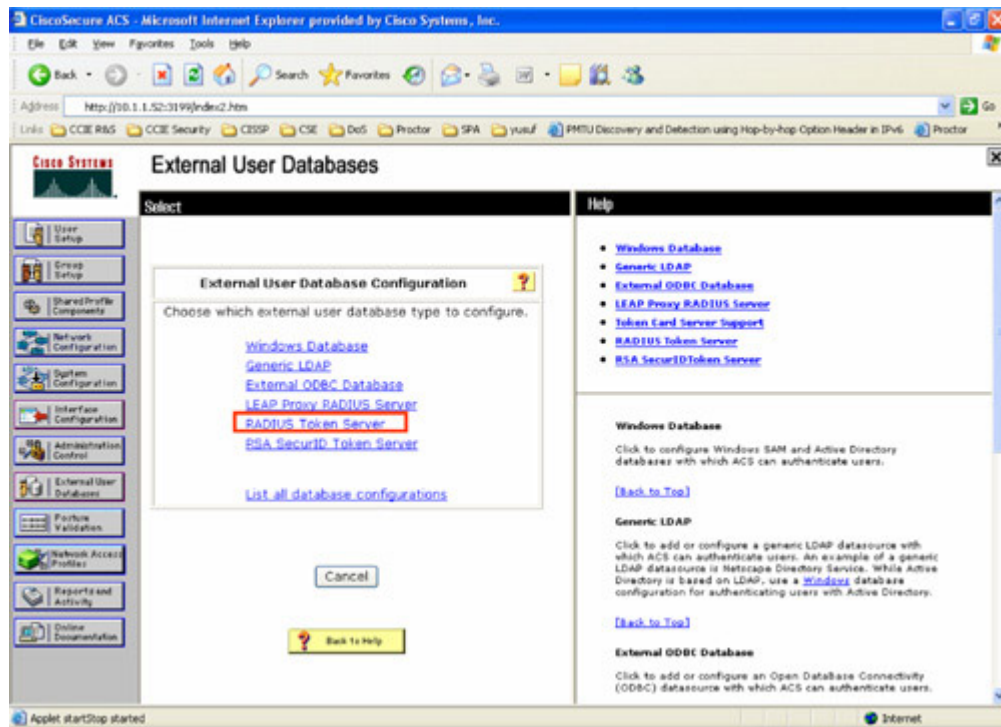 CiscoSecure ACS - Microsoft Internet Explorer provided by Cisco Systems, Inc.
File Edit View Favorites Tools Help
Back Search Favorites
Address http://10.1.1.52:3199/index2.htm Go
Links CCIE R&S CCIE Security CISSP CSE DoS Proctor SPA yusuf PMTU Discovery and Detection using Hop-by-hop Option Header in IPv6 Proctor
CISCO SYSTEMS
External User Databases
Select
User Setup
Group Setup
Shared Profile Components
Network Configuration
System Configuration
Interface Configuration
Administration Control
External User Databases
Posture Validation
Network Access Profiles
Reports and Activity
Online Documentation
External User Database Configuration
?
Choose which external user database type to configure.
Windows Database
Generic LDAP
External ODBC Database
LEAP Proxy RADIUS Server
RADIUS Token Server
RSA SecurID Token Server
List all database configurations
Cancel
? Back to Help
Help
Windows Database
Generic LDAP
External ODBC Database
LEAP Proxy RADIUS Server
Token Card Server Support
RADIUS Token Server
RSA SecurIDToken Server
Windows Database
Click to configure Windows SAM and Active Directory
databases with which ACS can authenticate users.
[Back to Top]
Generic LDAP
Click to add or configure a generic LDAP datasource with
which ACS can authenticate users. An example of a generic
LDAP datasource is Netscape Directory Service. While Active
Directory is based on LDAP, use a Windows database
configuration for authenticating users with Active Directory.
[Back to Top]
External ODBC Database
Click to add or configure an Open Database Connectivity
(ODBC) datasource with which ACS can authenticate users.
Applet startStop started
Internet